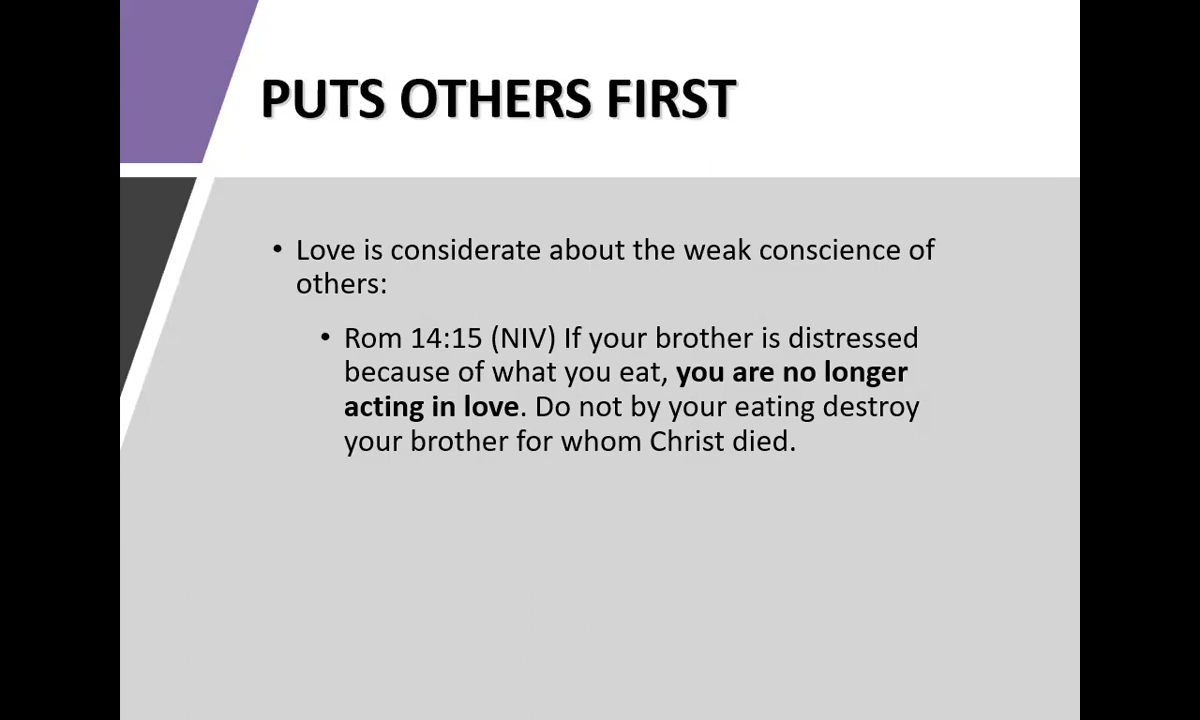 PUTS OTHERS FIRST
• Love is considerate about the weak conscience of
others:
• Rom 14:15 (NIV) If your brother is distressed
because of what you eat, you are no longer
acting in love. Do not by your eating destroy
your brother for whom Christ died.